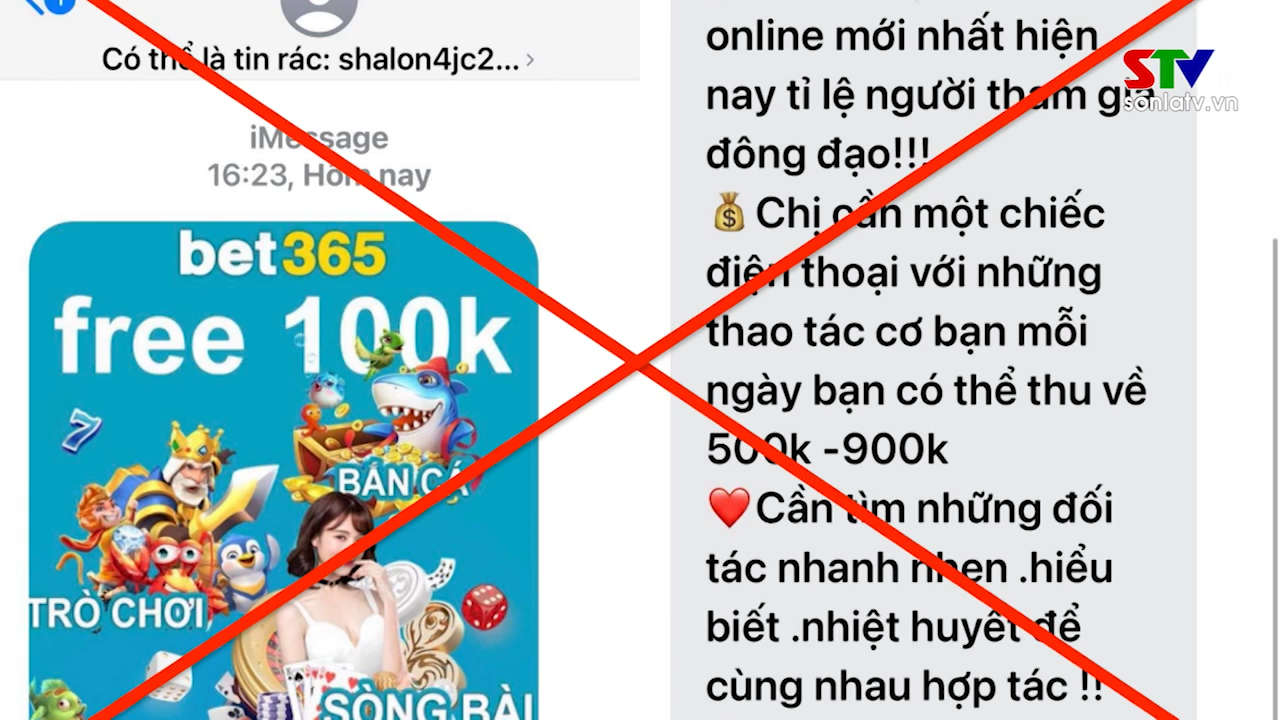 1
Có thể là tin rác: shalon4jc2... >
iMessage
16:23, Hôm nay
bet365
free 100k
7
BẮN CÁ
TRÒ CHƠI,
SÒNG BÀI
online mới nhất hiện
nay tỉ lệ người tham gia
đông đạo!!!
💰Chị cần một chiếc
điện thoại với những
thao tác cơ bạn mỗi
ngày bạn có thể thu về
500k -900k
❤️Cần tìm những đối
tác nhanh nhẹn .hiểu
biết .nhiệt huyết để
cùng nhau hợp tác !!
STV
sonlatv.vn